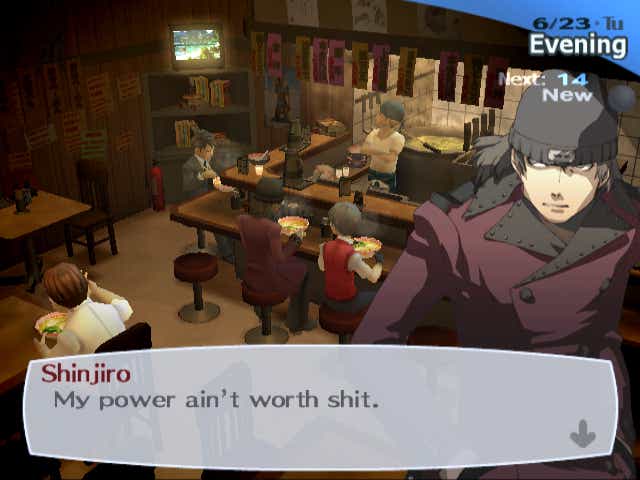 6/23 · Tu
Evening
Next: 14
New
Shinjiro
My power ain't worth shit.